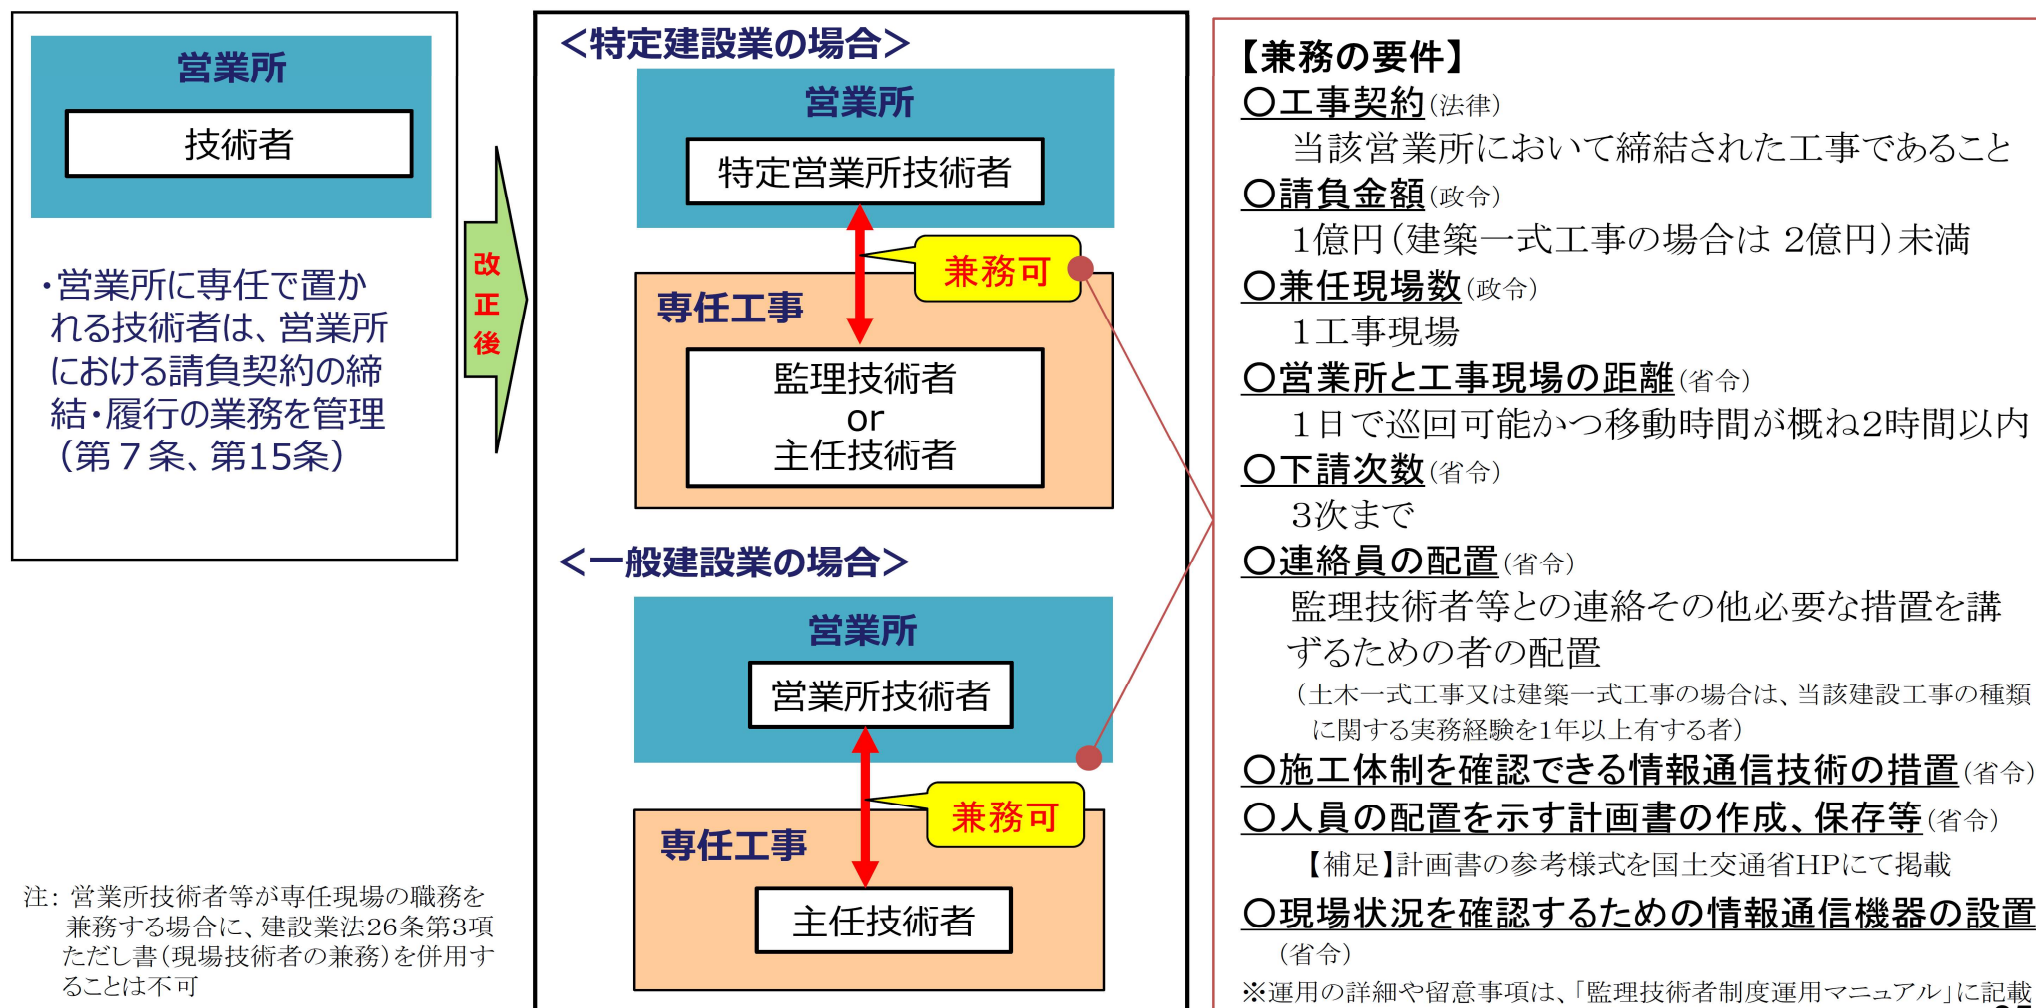 営業所
技術者
・営業所に専任で置か
れる技術者は、営業所
における請負契約の締
結・履行の業務を管理
（第７条、第15条）
注：営業所技術者等が専任現場の職務を
兼務する場合に、建設業法26条第3項
ただし書（現場技術者の兼務）を併用す
ることは不可
改
正
後
＜特定建設業の場合＞
営業所
特定営業所技術者
兼務可
専任工事
監理技術者
or
主任技術者
＜一般建設業の場合＞
営業所
営業所技術者
兼務可
専任工事
主任技術者
【兼務の要件】
〇工事契約（法律）
当該営業所において締結された工事であること
〇請負金額（政令）
1億円（建築一式工事の場合は 2億円）未満
〇兼任現場数（政令）
1工事現場
〇営業所と工事現場の距離（省令）
1日で巡回可能かつ移動時間が概ね2時間以内
〇下請次数（省令）
3次まで
〇連絡員の配置（省令）
監理技術者等との連絡その他必要な措置を講
ずるための者の配置
（土木一式工事又は建築一式工事の場合は、当該建設工事の種類
に関する実務経験を1年以上有する者）
〇施工体制を確認できる情報通信技術の措置（省令）
〇人員の配置を示す計画書の作成、保存等（省令）
【補足】計画書の参考様式を国土交通省HPにて掲載
〇現場状況を確認するための情報通信機器の設置
（省令）
※運用の詳細や留意事項は、「監理技術者制度運用マニュアル」に記載